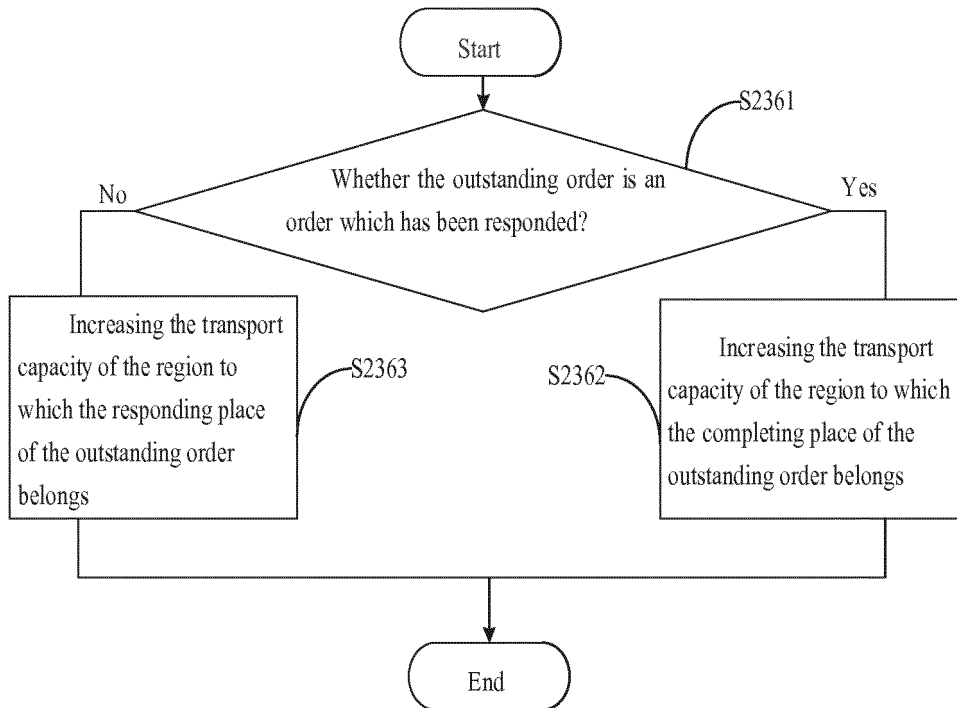 Start
S2361
Whether the outstanding order is an
order which has been responded?
No
Yes
Increasing the transport
capacity of the region to
which the responding place
of the outstanding order
belongs
S2363
S2362
Increasing the transport
capacity of the region to which
the completing place of the
outstanding order belongs
End